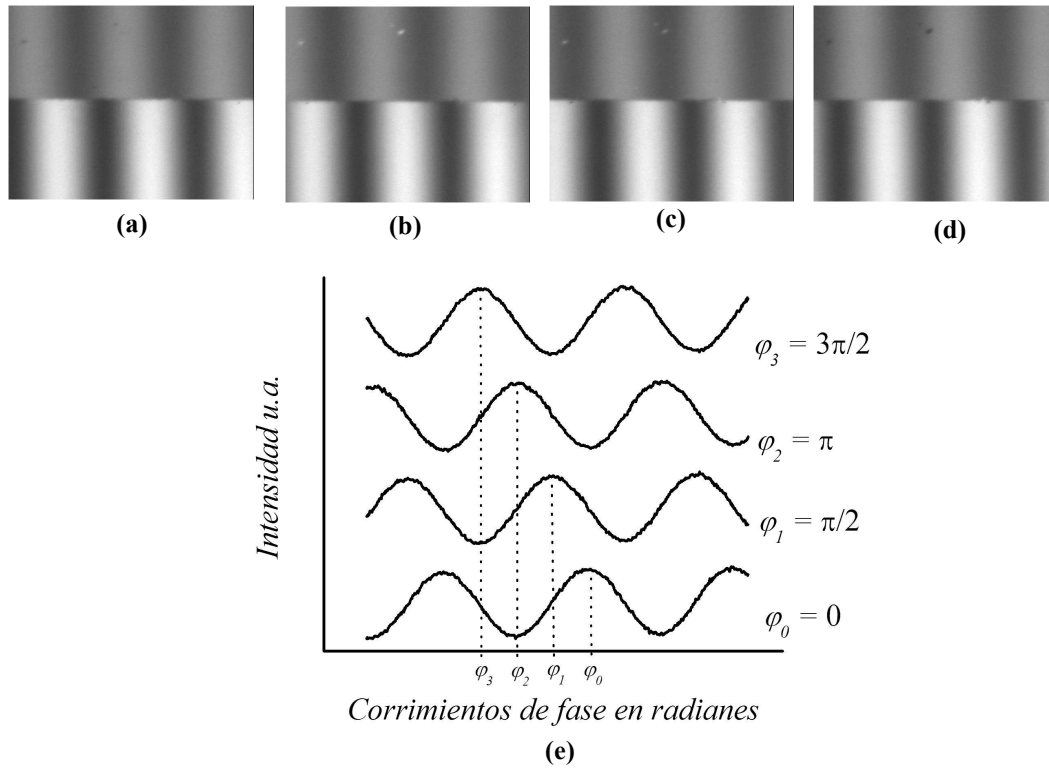 (a)
(b)
(c)
(d)
Intensidad u.a.
φ3 = 3π/2
φ2 = π
φ1 = π/2
φ0 = 0
φ3 φ2 φ1 φ0
Corrimientos de fase en radianes
(e)